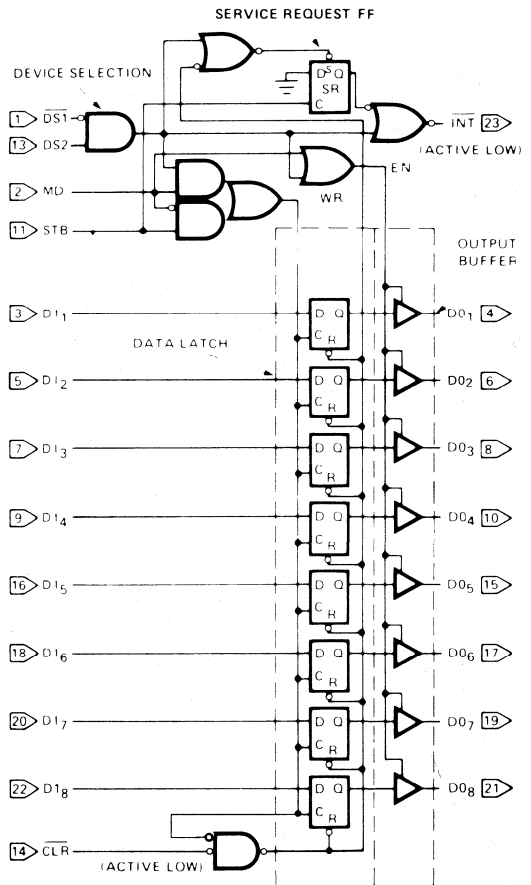 SERVICE REQUEST FF
DEVICE SELECTION
D S Q
SR
C
1 D̅S̅1̅
13 DS2
I̅N̅T̅ 23
(ACTIVE LOW)
2 MD
EN
WR
11 STB
OUTPUT
BUFFER
3 DI1 D Q DO1 4
C R
DATA LATCH
5 DI2 D Q DO2 6
C R
7 DI3 D Q DO3 8
C R
9 DI4 D Q DO4 10
C R
16 DI5 D Q DO5 15
C R
18 DI6 D Q DO6 17
C R
20 DI7 D Q DO7 19
C R
22 DI8 D Q DO8 21
C R
14 C̅L̅R̅
(ACTIVE LOW)